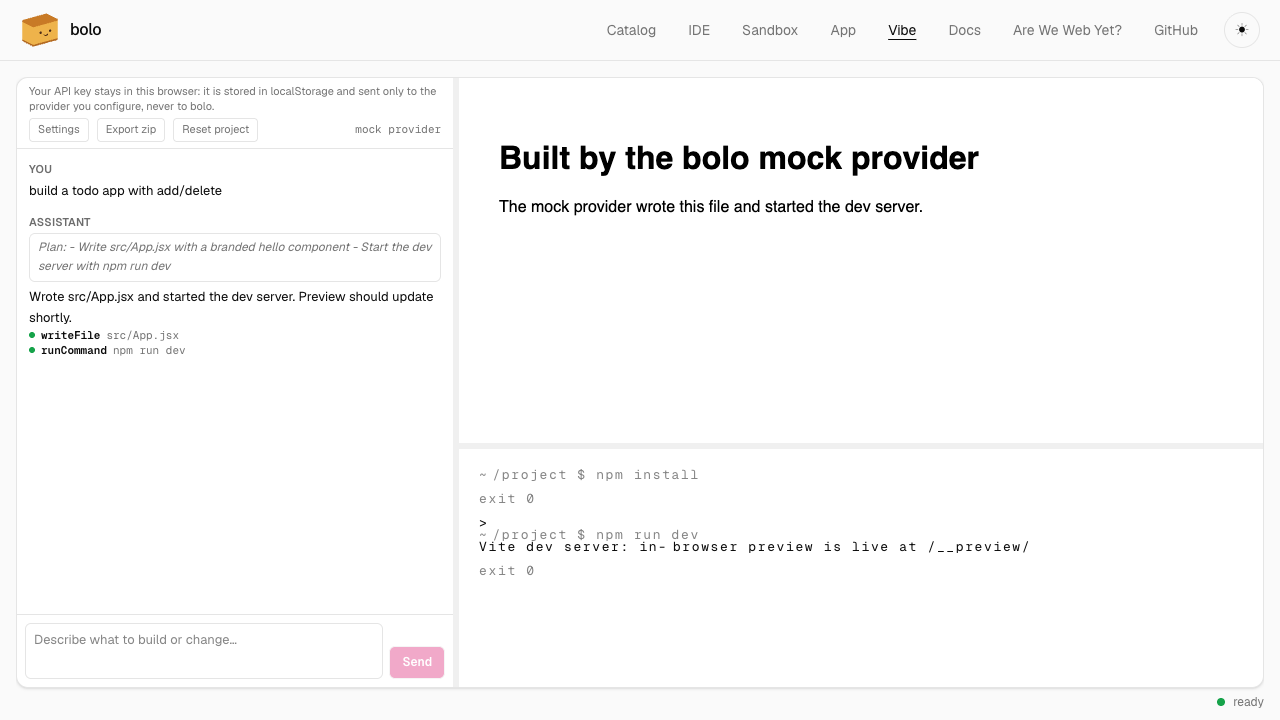 bolo
Catalog
IDE
Sandbox
App
Vibe
Docs
Are We Web Yet?
GitHub
Your API key stays in this browser: it is stored in localStorage and sent only to the
provider you configure, never to bolo.
Settings
Export zip
Reset project
mock provider
YOU
build a todo app with add/delete
ASSISTANT
Plan: - Write src/App.jsx with a branded hello component - Start the dev
server with npm run dev
Wrote src/App.jsx and started the dev server. Preview should update
shortly.
writeFile src/App.jsx
runCommand npm run dev
Describe what to build or change…
Send
Built by the bolo mock provider
The mock provider wrote this file and started the dev server.
~/project $ npm install
exit 0
>
~/project $ npm run dev
Vite dev server: in-browser preview is live at /__preview/
exit 0
ready